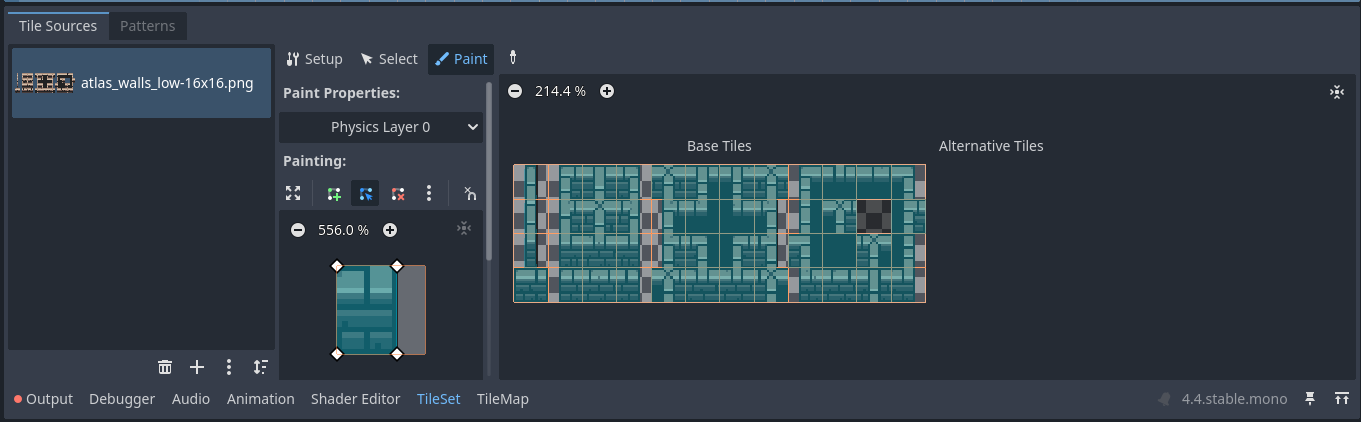 Tile Sources Patterns
atlas_walls_low-16x16.png
Setup Select Paint
Paint Properties:
Physics Layer 0
Painting:
556.0 %
214.4 %
Base Tiles Alternative Tiles
Output Debugger Audio Animation Shader Editor TileSet TileMap 4.4.stable.mono